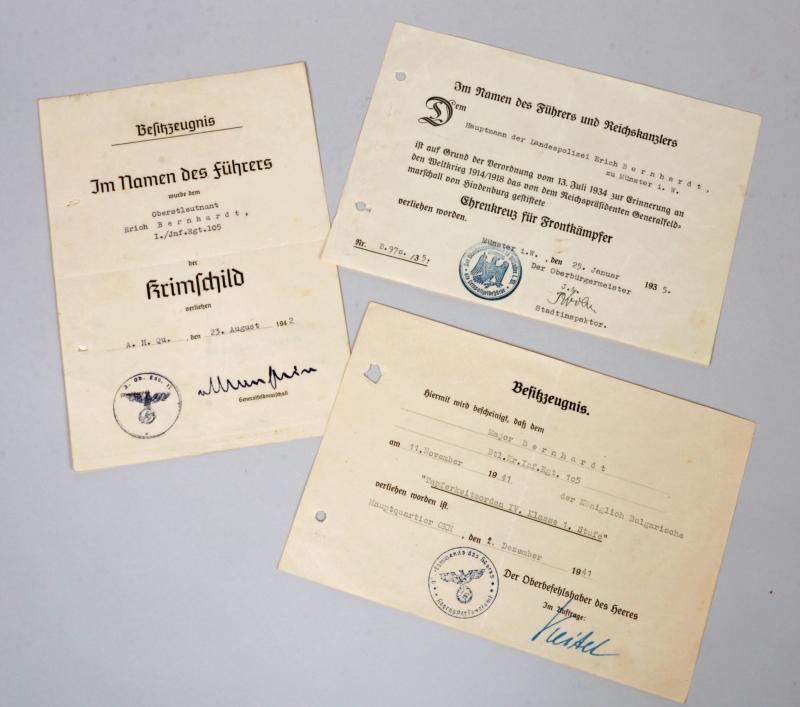 Besitzzeugnis
Im Namen des Führers
wurde dem
Oberstleutnant
Erich Bernhardt,
I./Inf.Rgt.105
der
Krimschild
verliehen
A. H. Qu. , den 23. August 1942
Generalfeldmarschall
Im Namen des Führers und Reichskanzlers
Dem
Hauptmann der Landespolizei Erich Bernhardt,
zu Münster i. W.
ist auf Grund der Verordnung vom 13. Juli 1934 zur Erinnerung an
den Weltkrieg 1914/1918 das von dem Reichspräsidenten Generalfeld-
marschall von Hindenburg gestiftete
Ehrenkreuz für Frontkämpfer
verliehen worden.
Münster i.W. , den 25. Januar 1935.
Nr. B.970. /35.
Der Oberbürgermeister
J.V.
Stadtinspektor.
Besitzzeugnis.
Hiermit wird bescheinigt, daß dem
Major Bernhardt
Btl.Kr.Inf.Rgt. 105
am 11.November 1941 der Königlich Bulgarische
"Tapferkeitsorden IV. Klasse 1. Stufe"
verliehen worden ist.
Hauptquartier OKH , den 2. Dezember 1941
Der Oberbefehlshaber des Heeres
Im Auftrage:
Keitel